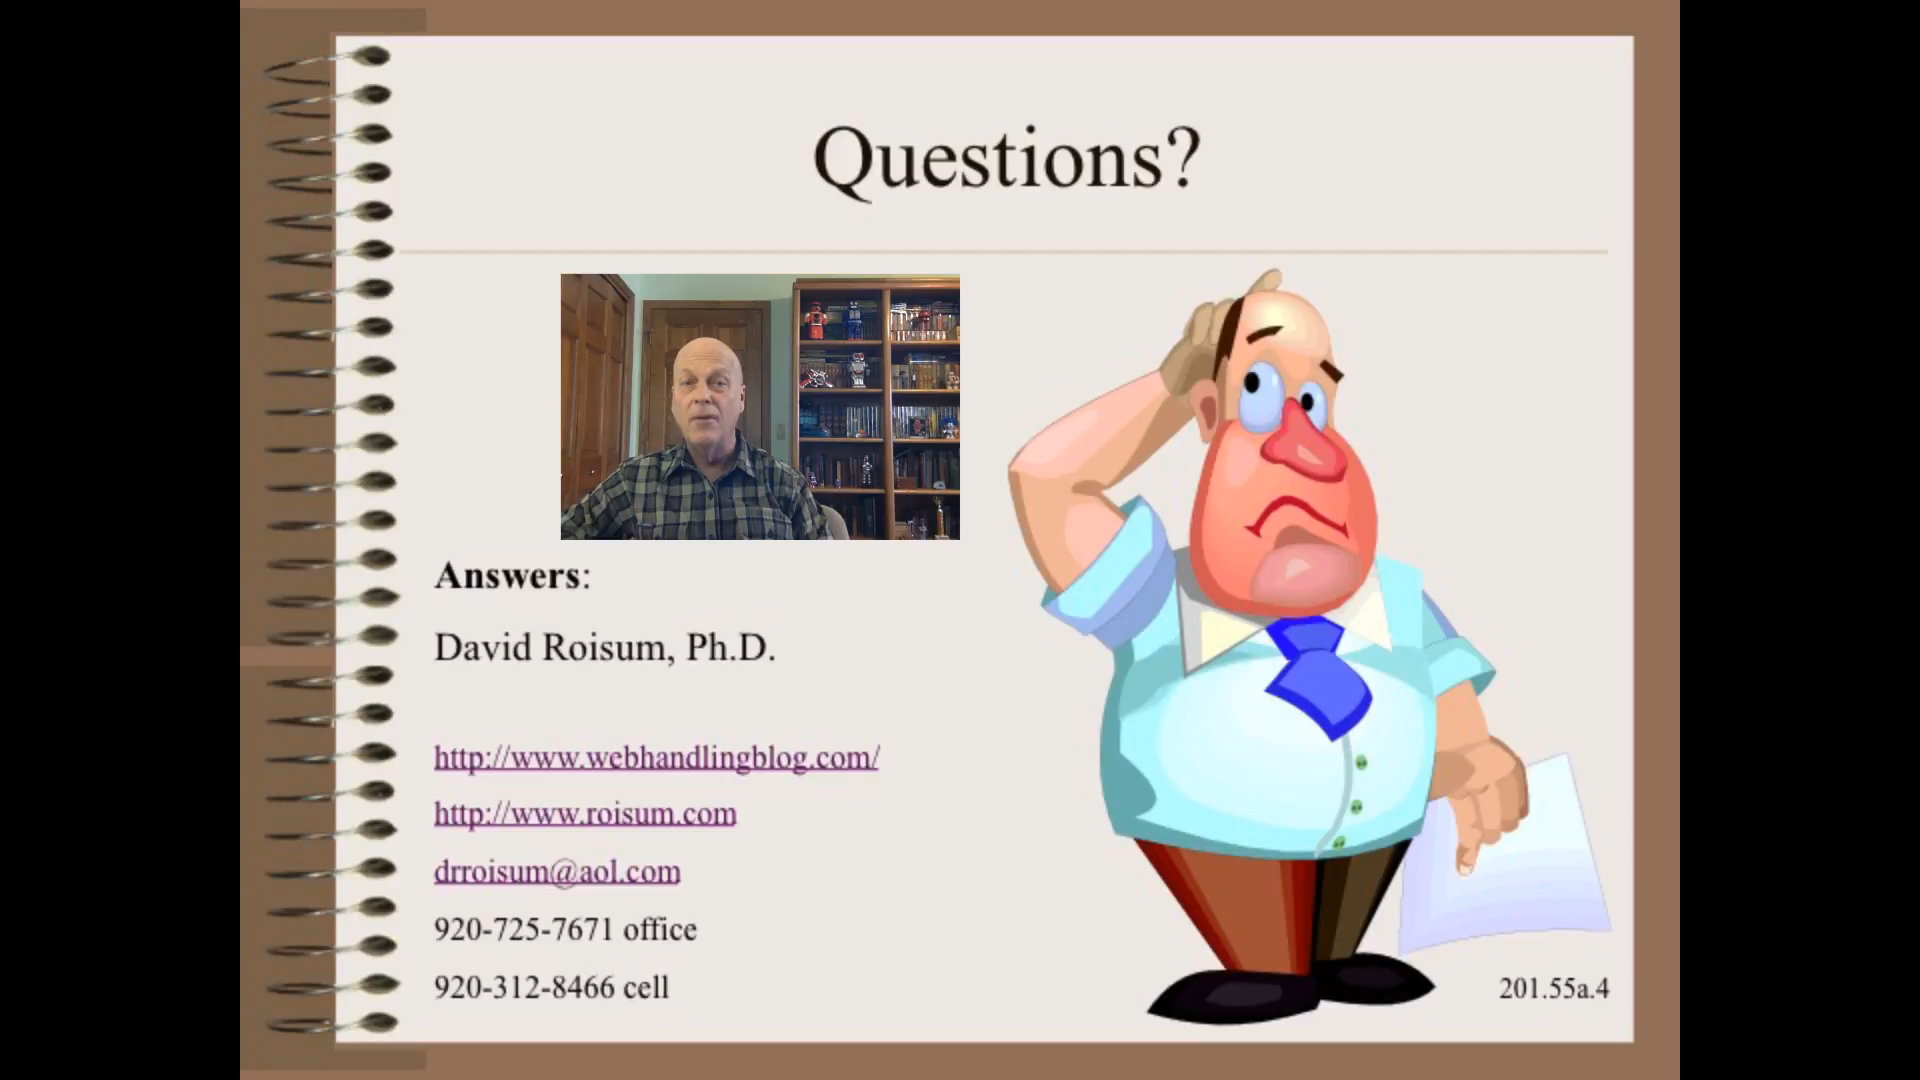 Questions?
Answers:
David Roisum, Ph.D.
http://www.webhandlingblog.com/
http://www.roisum.com
drroisum@aol.com
920-725-7671 office
920-312-8466 cell
201.55a.4